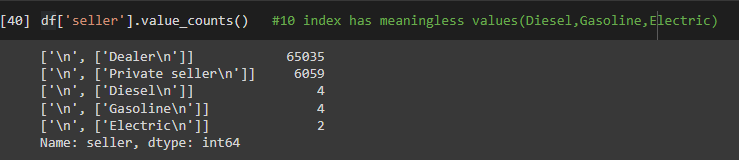 [40] df['seller'].value_counts() #10 index has meaningless values(Diesel,Gasoline,Electric)
['\n', ['Dealer\n']] 65035
['\n', ['Private seller\n']] 6059
['\n', ['Diesel\n']] 4
['\n', ['Gasoline\n']] 4
['\n', ['Electric\n']] 2
Name: seller, dtype: int64